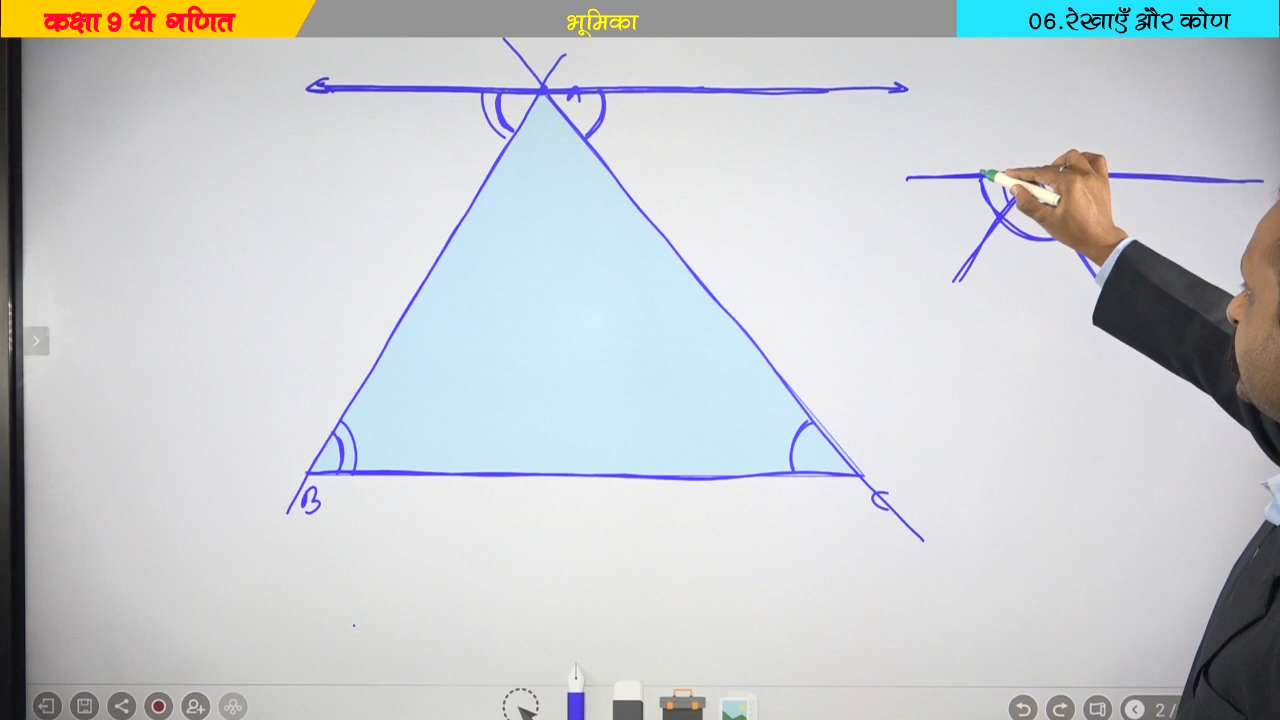 कक्षा 9 वी गणित
भूमिका
06.रेखाएँ और कोण
A
B
C
2/